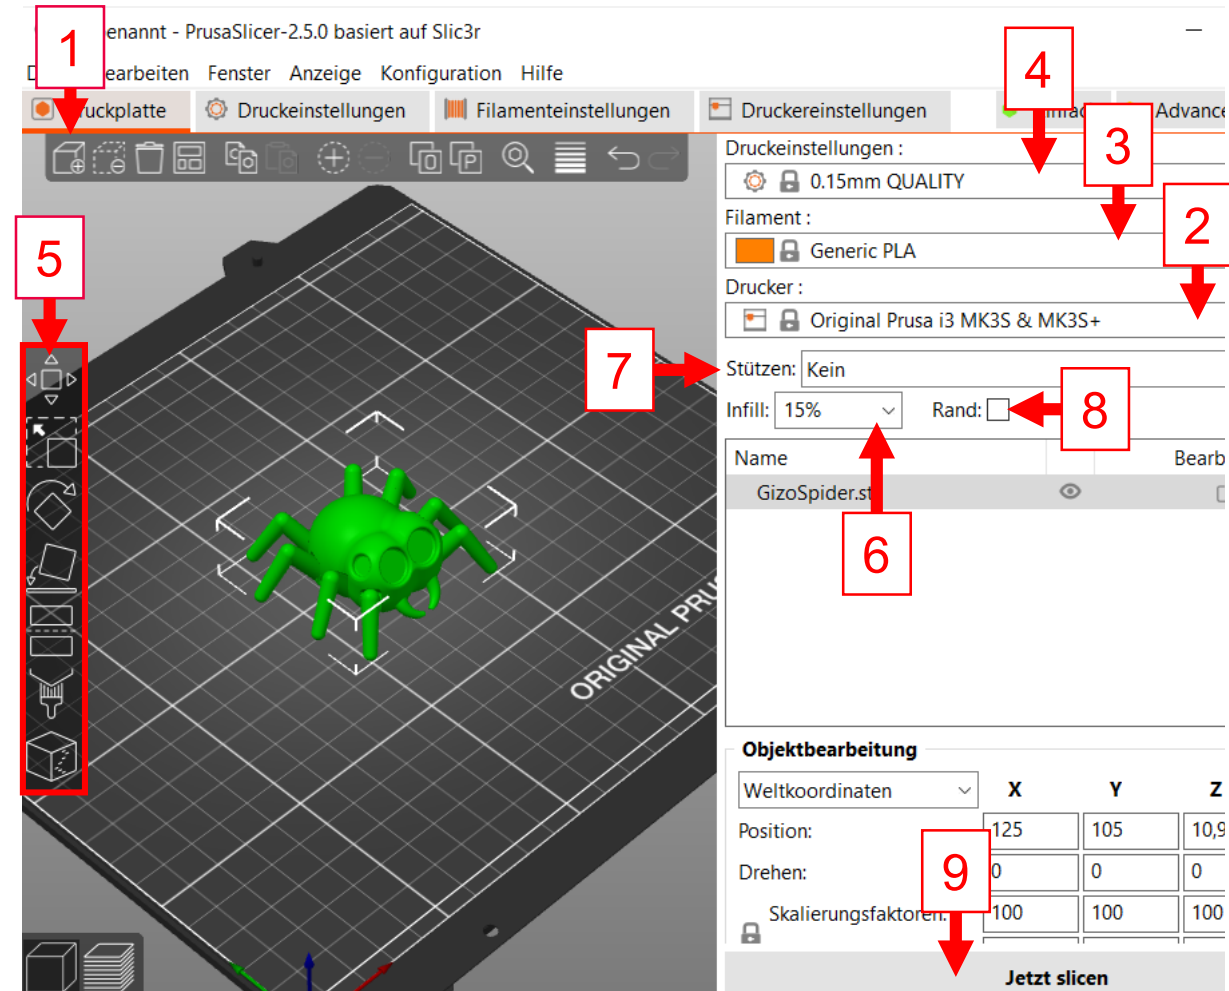 enannt - PrusaSlicer-2.5.0 basiert auf Slic3r
1
earbeiten Fenster Anzeige Konfiguration Hilfe
4
uckplatte Druckeinstellungen Filamenteinstellungen Druckereinstellungen Advance
Druckeinstellungen :
3
0.15mm QUALITY
Filament :
2
5
Generic PLA
Drucker :
Original Prusa i3 MK3S & MK3S+
7
Stützen: Kein
Infill: 15% Rand:
8
Name Bearb
GizoSpider.st
6
ORIGINAL PRU
Objektbearbeitung
Weltkoordinaten X Y Z
Position: 125 105 10,9
9
Drehen: 0 0 0
Skalierungsfaktoren: 100 100 100
Jetzt slicen